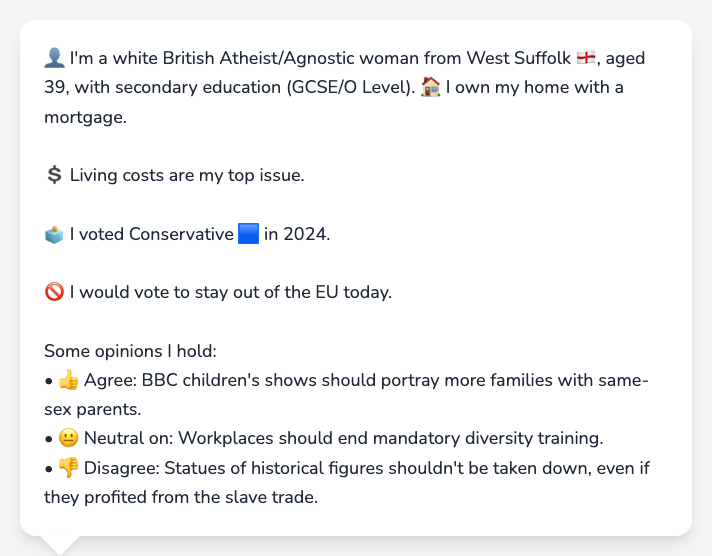 👤 I'm a white British Atheist/Agnostic woman from West Suffolk 🏴󠁧󠁢󠁥󠁮󠁧󠁿, aged
39, with secondary education (GCSE/O Level). 🏠 I own my home with a
mortgage.
💲 Living costs are my top issue.
🗳️ I voted Conservative 🟦 in 2024.
🚫 I would vote to stay out of the EU today.
Some opinions I hold:
• 👍 Agree: BBC children's shows should portray more families with same-
sex parents.
• 😐 Neutral on: Workplaces should end mandatory diversity training.
• 👎 Disagree: Statues of historical figures shouldn't be taken down, even if
they profited from the slave trade.